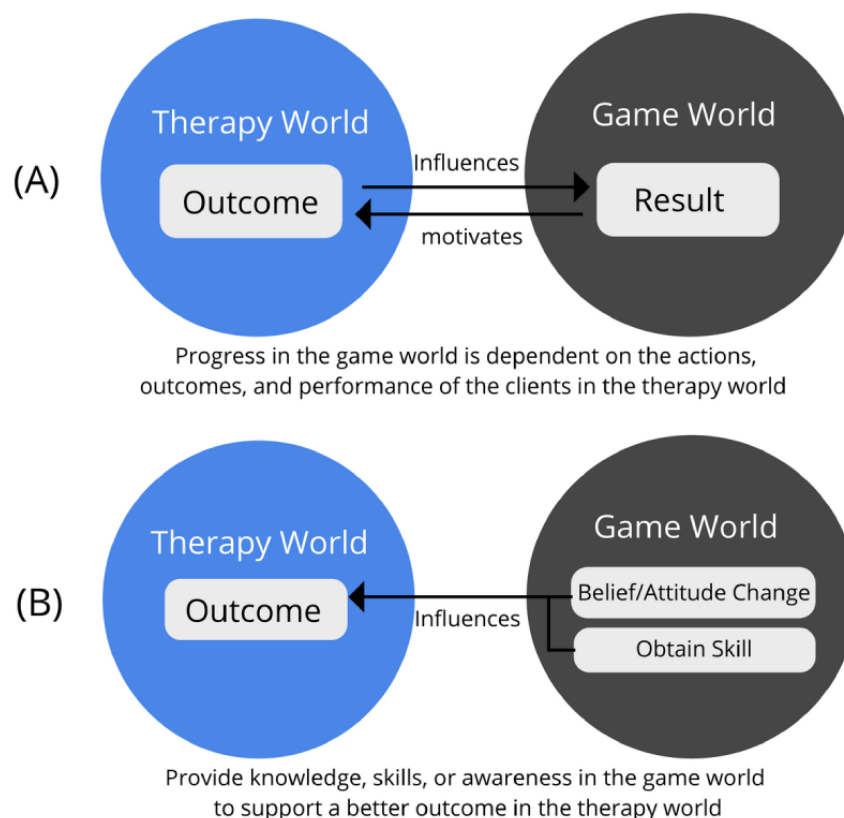 (A)
Therapy World
Outcome
Influences
motivates
Game World
Result
Progress in the game world is dependent on the actions,
outcomes, and performance of the clients in the therapy world
(B)
Therapy World
Outcome
Influences
Game World
Belief/Attitude Change
Obtain Skill
Provide knowledge, skills, or awareness in the game world
to support a better outcome in the therapy world